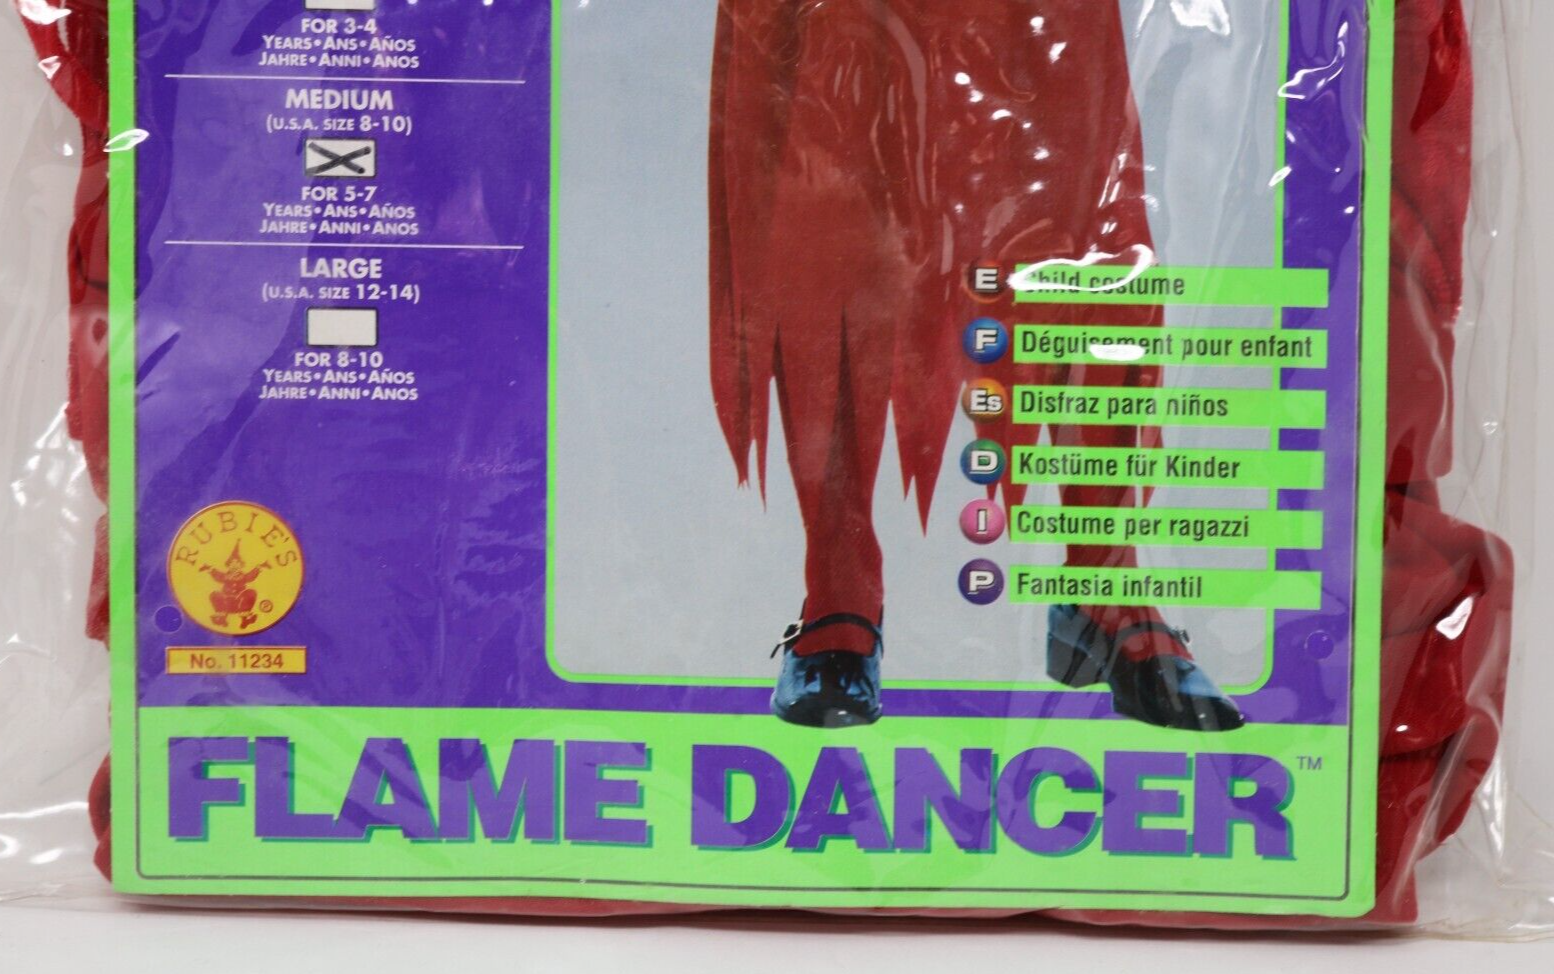 FOR 3-4
YEARS•ANS•AÑOS
JAHRE•ANNI•ANOS
MEDIUM
(U.S.A. SIZE 8-10)
FOR 5-7
YEARS•ANS•AÑOS
JAHRE•ANNI•ANOS
LARGE
(U.S.A. SIZE 12-14)
FOR 8-10
YEARS•ANS•AÑOS
JAHRE•ANNI•ANOS
E Child costume
F Déguisement pour enfant
Es Disfraz para niños
D Kostüme für Kinder
I Costume per ragazzi
P Fantasia infantil
RUBIE'S
®
No. 11234
FLAME DANCER™